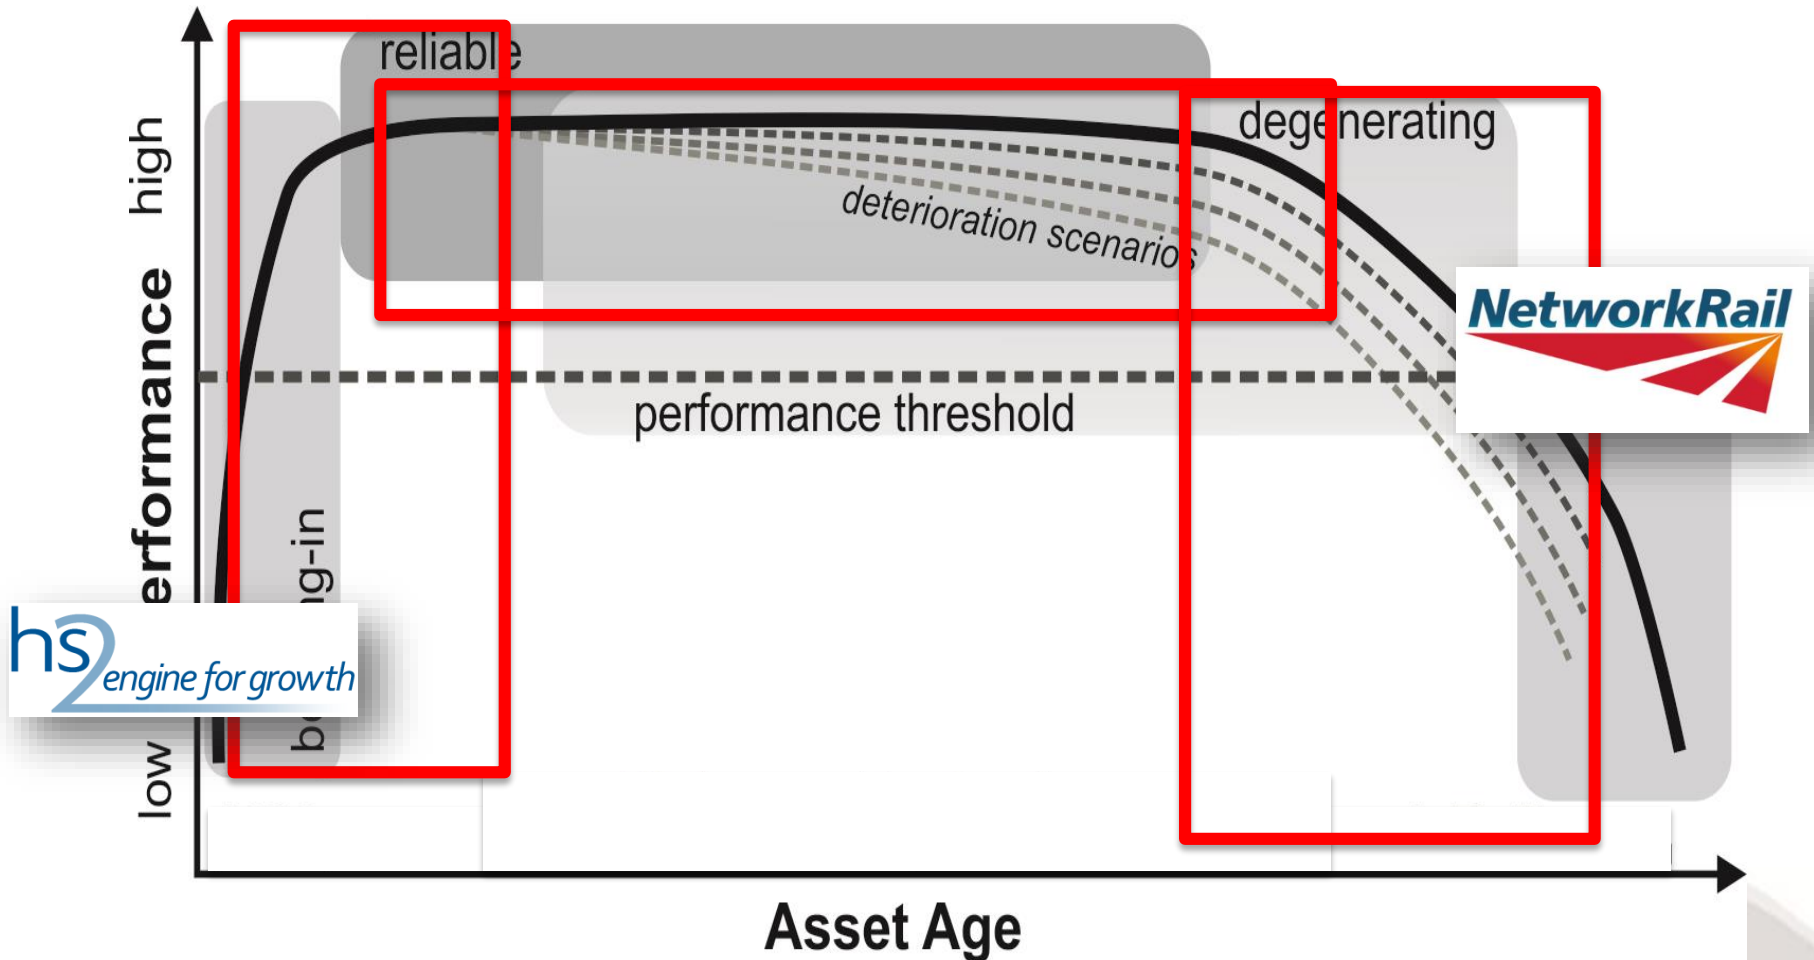 reliable
degenerating
high
deterioration scenarios
NetworkRail
performance threshold
hs2
engine for growth
low
Asset Age